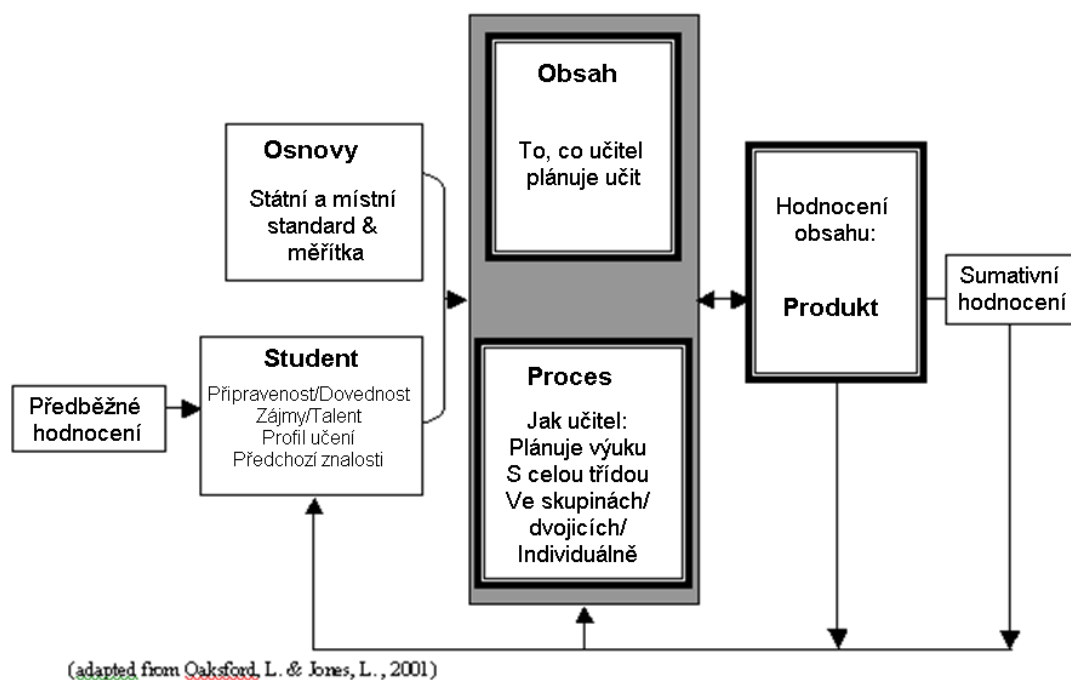 Osnovy
Státní a místní
standard &
měřítka
Předběžné
hodnocení
Student
Připravenost/Dovednost
Zájmy/Talent
Profil učení
Předchozí znalosti
Obsah
To, co učitel
plánuje učit
Proces
Jak učitel:
Plánuje výuku
S celou třídou
Ve skupinách/
dvojicích/
Individuálně
Hodnocení
obsahu:
Produkt
Sumativní
hodnocení
(adapted from Oaksford, L. & Jones, L., 2001)